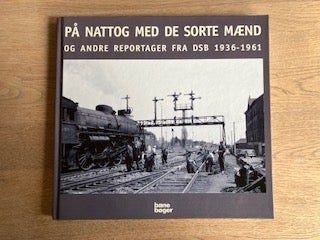 PÅ NATTOG MED DE SORTE MÆND
OG ANDRE REPORTAGER FRA DSB 1936-1961
bane
bøger